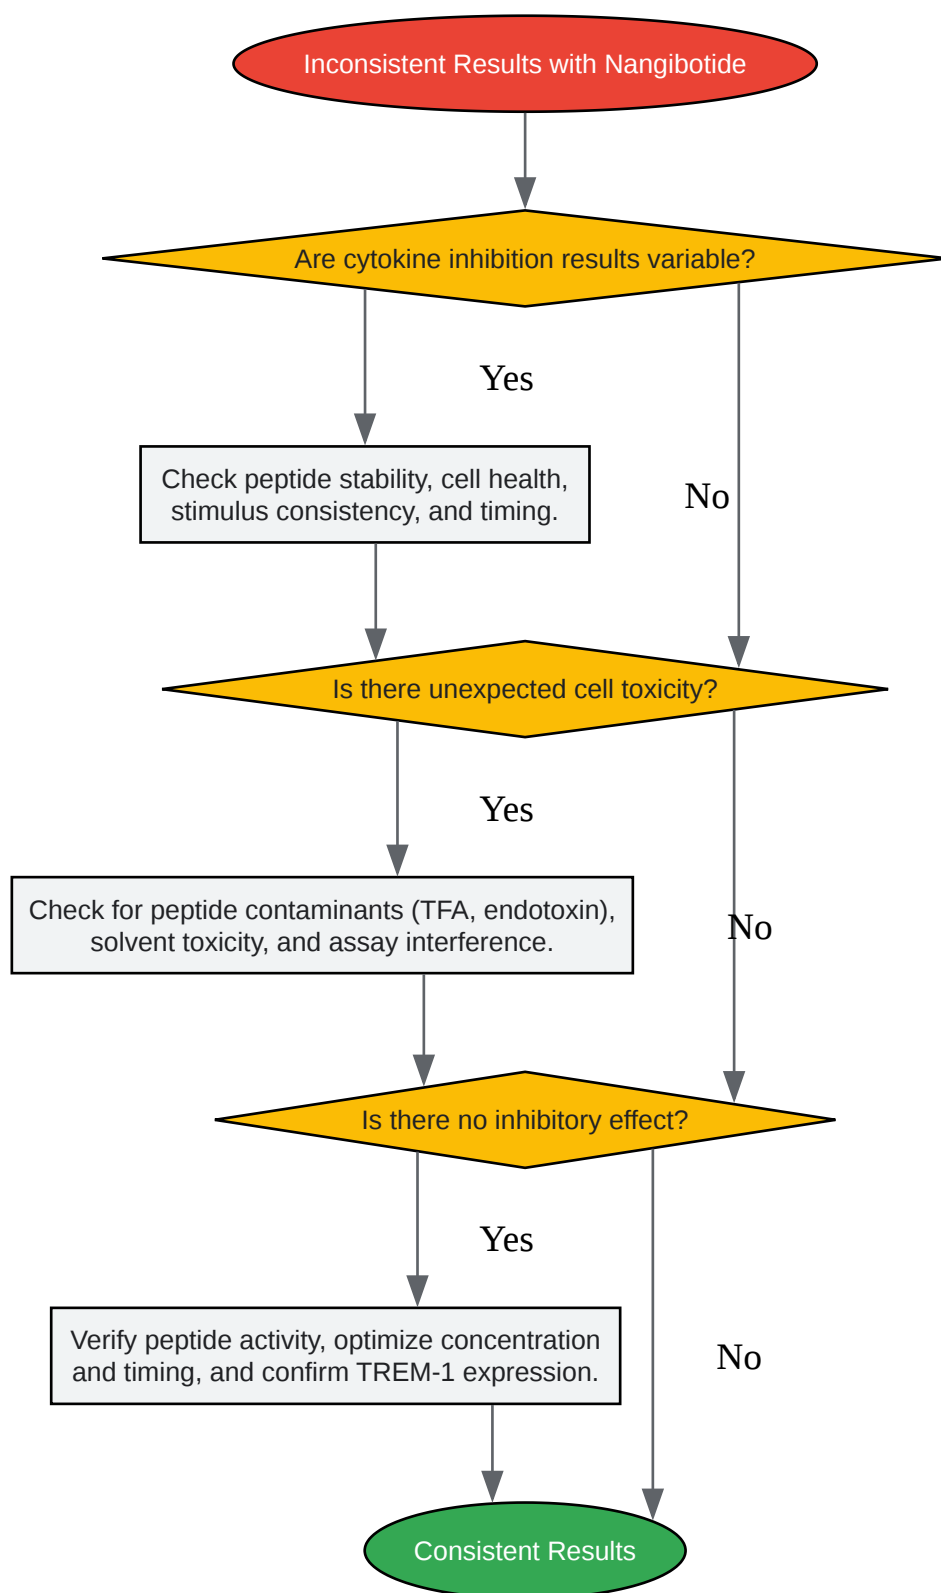 Inconsistent Results with Nangibotide
Are cytokine inhibition results variable?
Yes
Check peptide stability, cell health,
stimulus consistency, and timing.
No
Is there unexpected cell toxicity?
Yes
Check for peptide contaminants (TFA, endotoxin),
solvent toxicity, and assay interference.
No
Is there no inhibitory effect?
Yes
Verify peptide activity, optimize concentration
and timing, and confirm TREM-1 expression.
No
Consistent Results